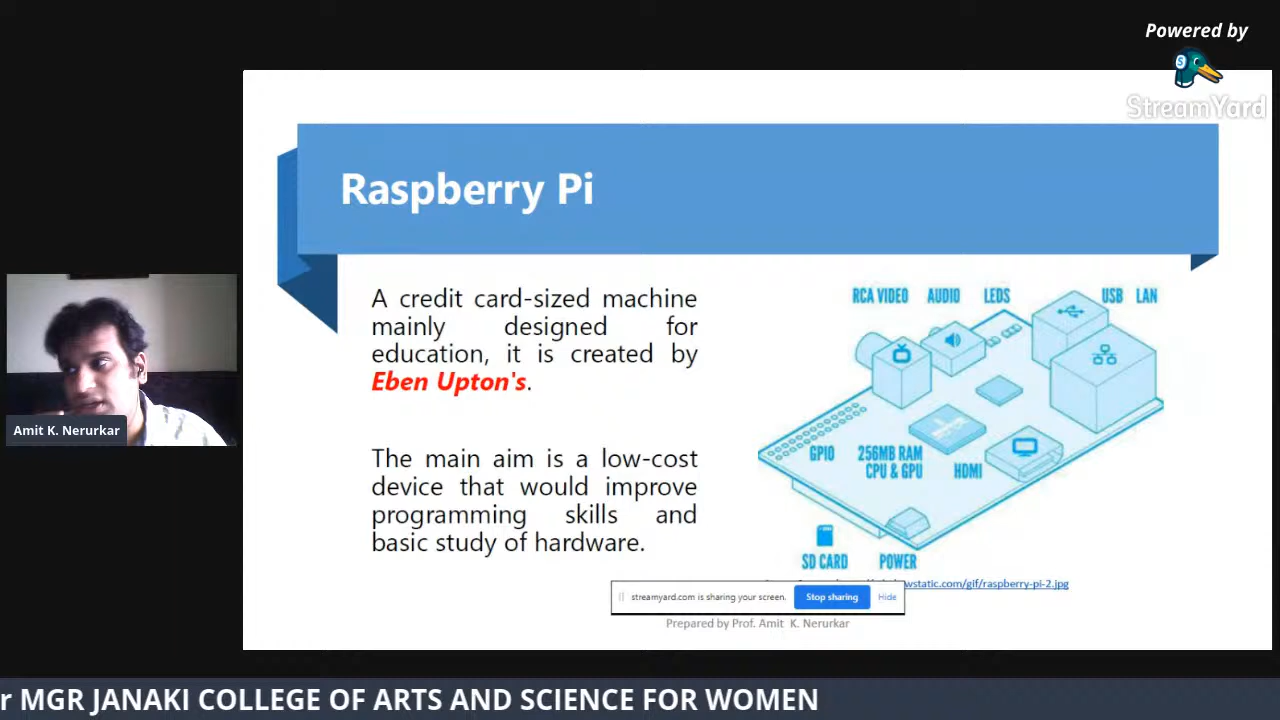 Powered by
StreamYard
Raspberry Pi
A credit card-sized machine
mainly designed for
education, it is created by
Eben Upton's.
The main aim is a low-cost
device that would improve
programming skills and
basic study of hardware.
RCA VIDEO AUDIO LEDS USB LAN
GPIO 256MB RAM
CPU & GPU HDMI
SD CARD POWER
wstatic.com/gif/raspberry-pi-2.jpg
streamyard.com is sharing your screen. Stop sharing Hide
Prepared by Prof. Amit K. Nerurkar
Amit K. Nerurkar
r MGR JANAKI COLLEGE OF ARTS AND SCIENCE FOR WOMEN